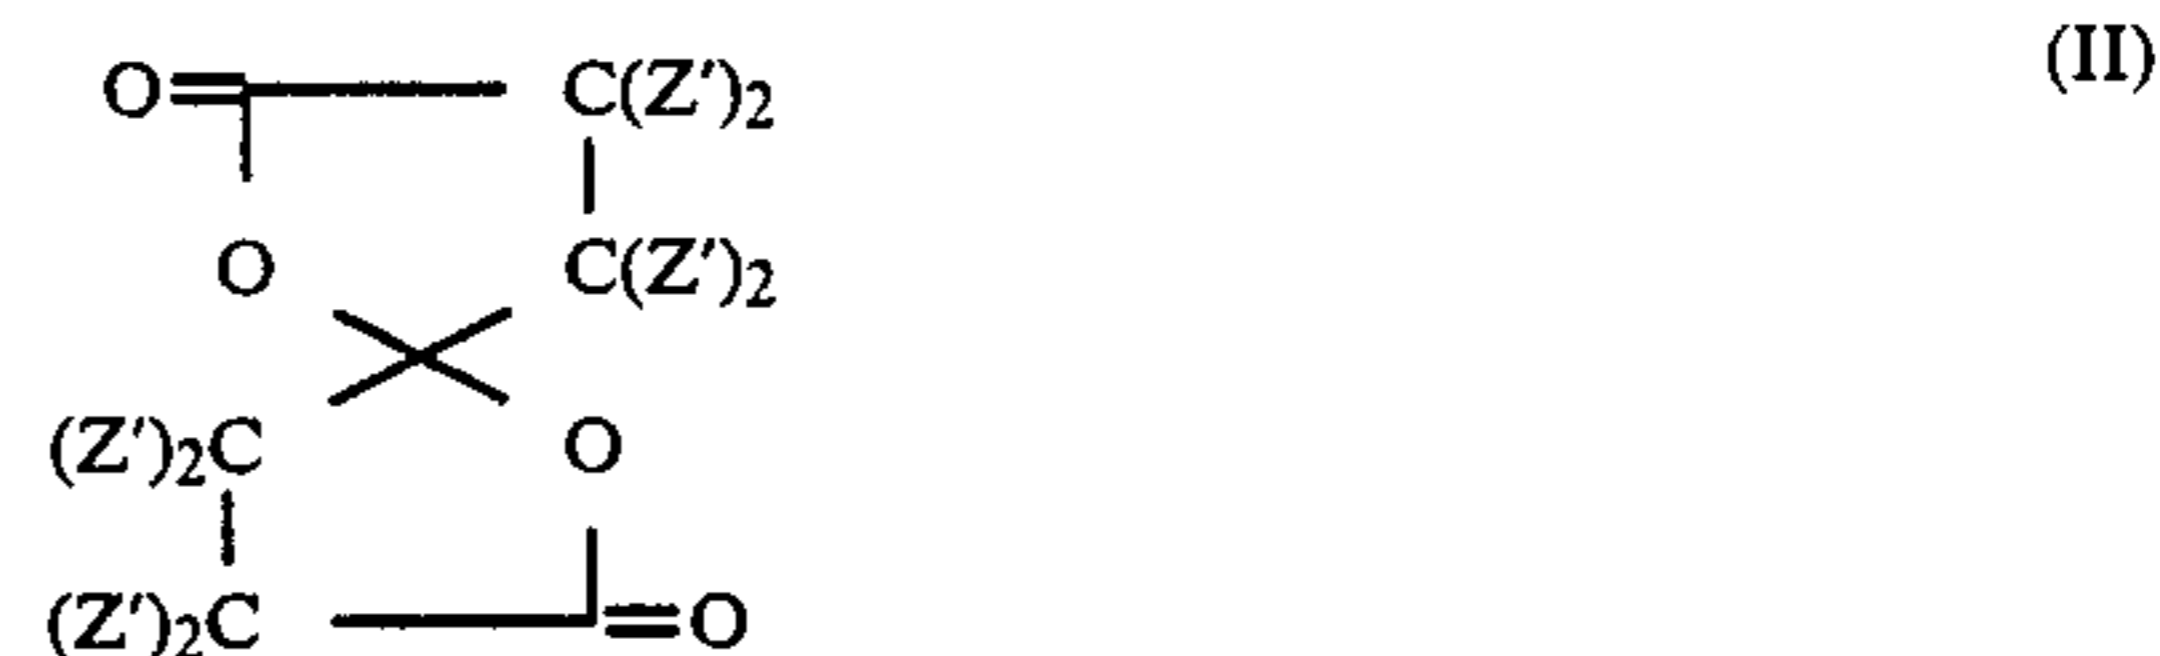 O C(Z′)2 (II)
O C(Z′)2
(Z′)2C O
(Z′)2C O